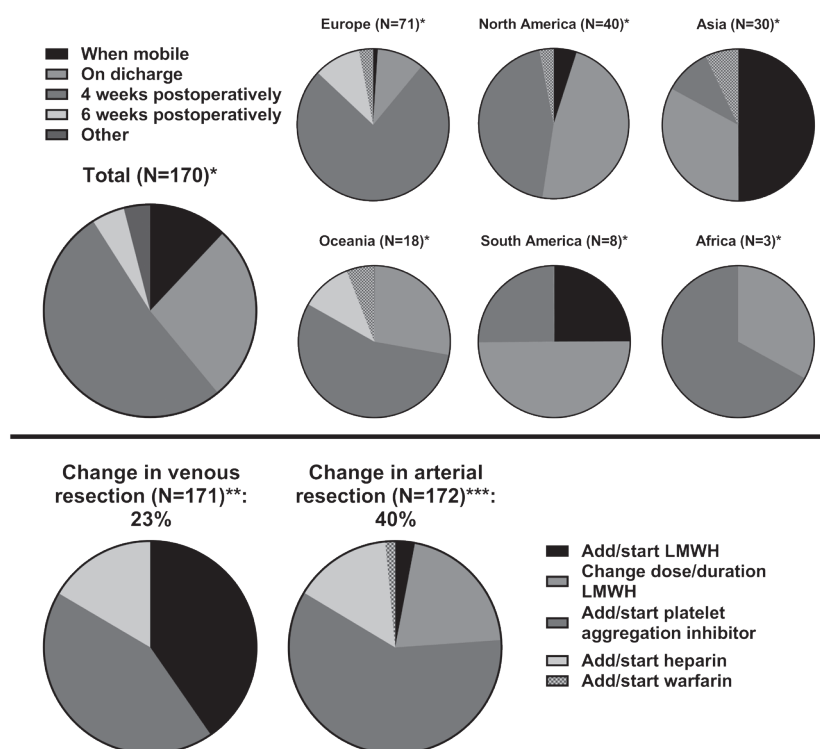 Europe (N=71)*
North America (N=40)*
Asia (N=30)*
When mobile
On dicharge
4 weeks postoperatively
6 weeks postoperatively
Other
Total (N=170)*
Oceania (N=18)*
South America (N=8)*
Africa (N=3)*
Change in venous
resection (N=171)**:
23%
Change in arterial
resection (N=172)***:
40%
Add/start LMWH
Change dose/duration
LMWH
Add/start platelet
aggregation inhibitor
Add/start heparin
Add/start warfarin